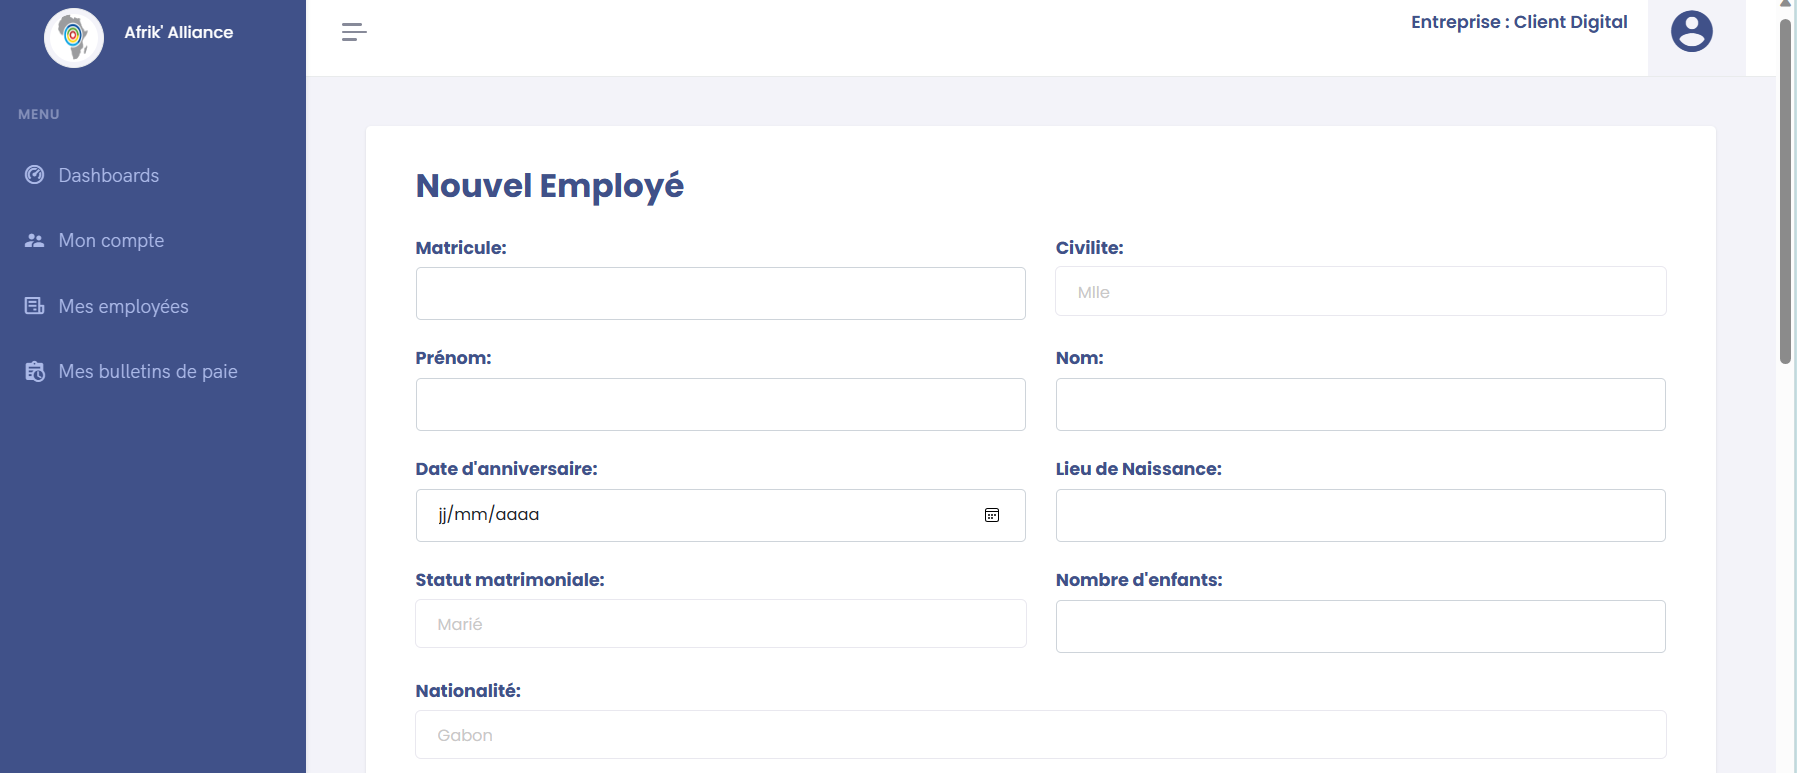 Afrik' Alliance
Entreprise : Client Digital
MENU
Dashboards
Mon compte
Mes employées
Mes bulletins de paie
Nouvel Employé
Matricule:
Civilite:
Mlle
Prénom:
Nom:
Date d'anniversaire:
jj/mm/aaaa
Lieu de Naissance:
Statut matrimoniale:
Marié
Nombre d'enfants:
Nationalité:
Gabon